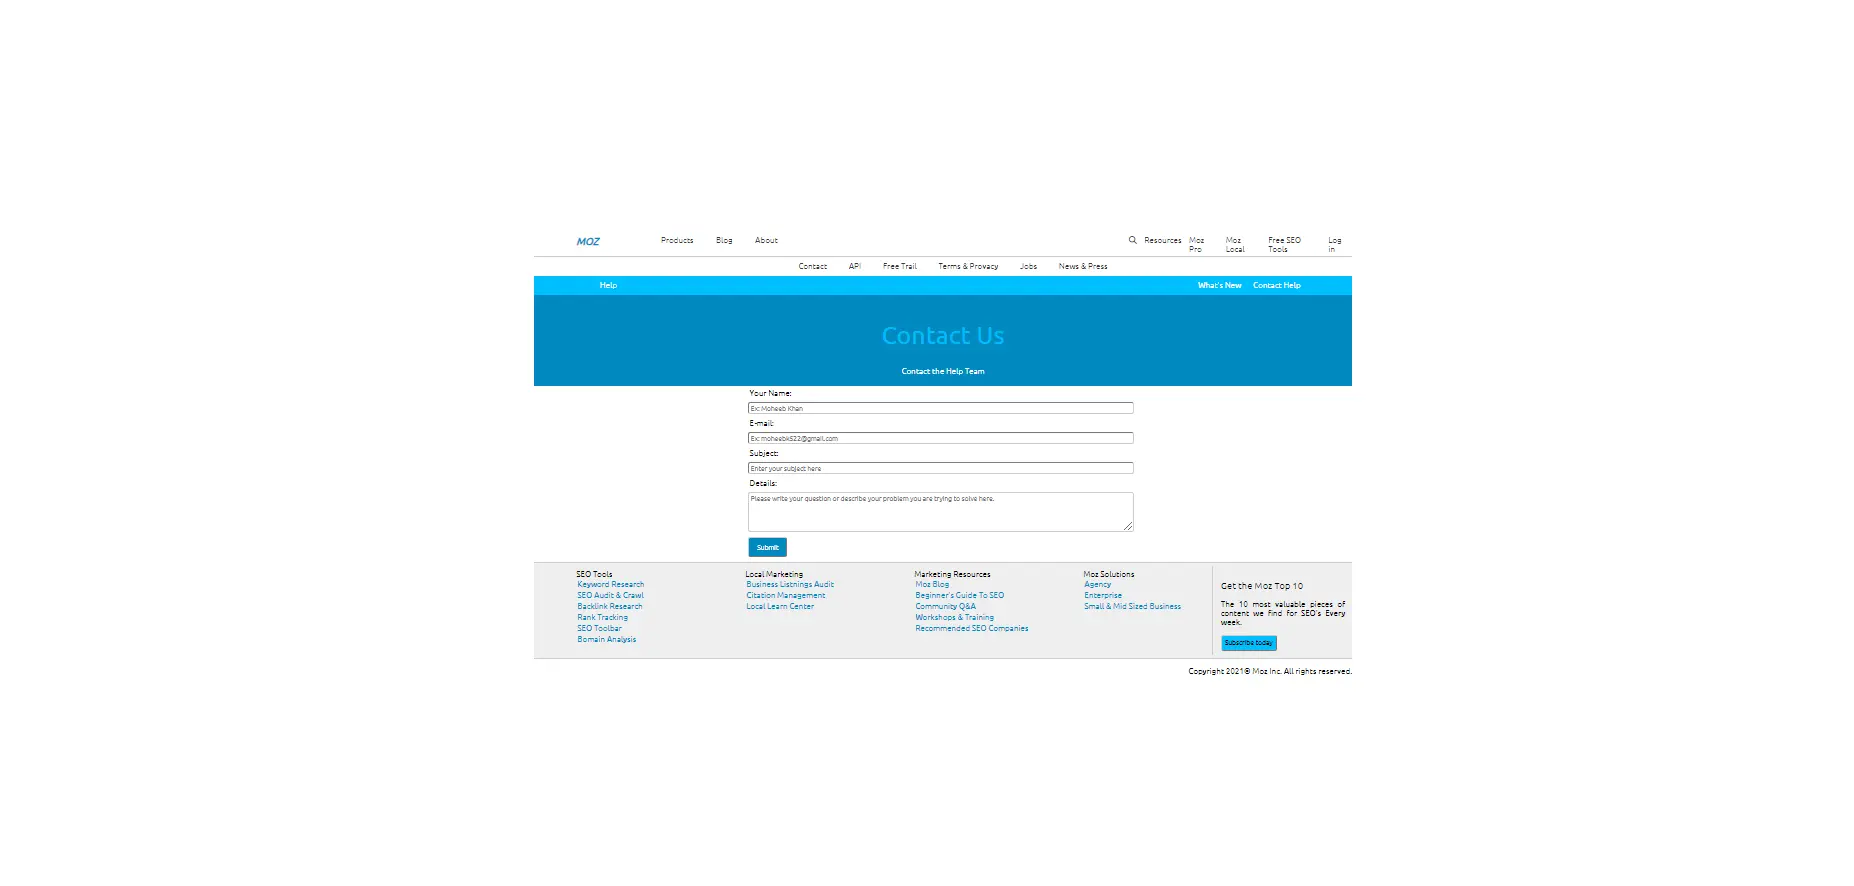 MOZ Products Blog About Resources Moz Pro Moz Local Free SEO Tools Log in
Contact API Free Trail Terms & Provacy Jobs News & Press
Help What's New Contact Help
Contact Us
Contact the Help Team
Your Name:
Ex: Moheeb Khan
E-mail:
Ex: moheebk522@gmail.com
Subject:
Enter your subject here
Details:
Please write your question or describe your problem you are trying to solve here.
Submit
SEO Tools
Keyword Research
SEO Audit & Crawl
Backlink Research
Rank Tracking
SEO Toolbar
Bomain Analysis
Local Marketing
Business Listnings Audit
Citation Management
Local Learn Center
Marketing Resources
Moz Blog
Beginner's Guide To SEO
Community Q&A
Workshops & Training
Recommended SEO Companies
Moz Solutions
Agency
Enterprise
Small & Mid Sized Business
Get the Moz Top 10
The 10 most valuable pieces of
content we find for SEO's Every
week.
Subscribe today
Copyright 2021© Moz Inc. All rights reserved.